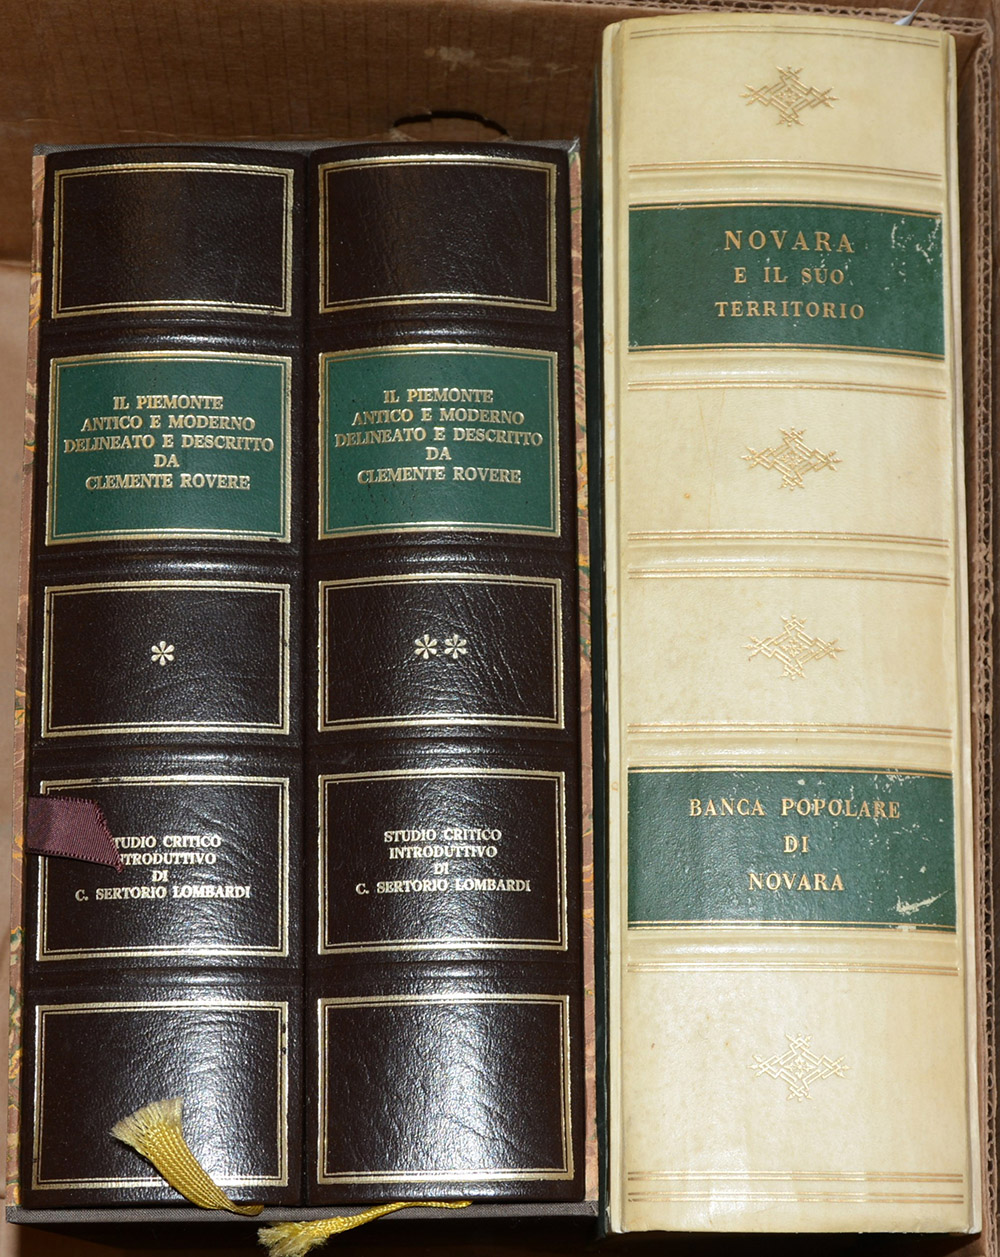 IL PIEMONTE
ANTICO E MODERNO
DELINEATO E DESCRITTO
DA
CLEMENTE ROVERE
*
STUDIO CRITICO
INTRODUTTIVO
DI
C. SERTORIO LOMBARDI
IL PIEMONTE
ANTICO E MODERNO
DELINEATO E DESCRITTO
DA
CLEMENTE ROVERE
**
STUDIO CRITICO
INTRODUTTIVO
DI
C. SERTORIO LOMBARDI
NOVARA
E IL SUO
TERRITORIO
BANCA POPOLARE
DI
NOVARA